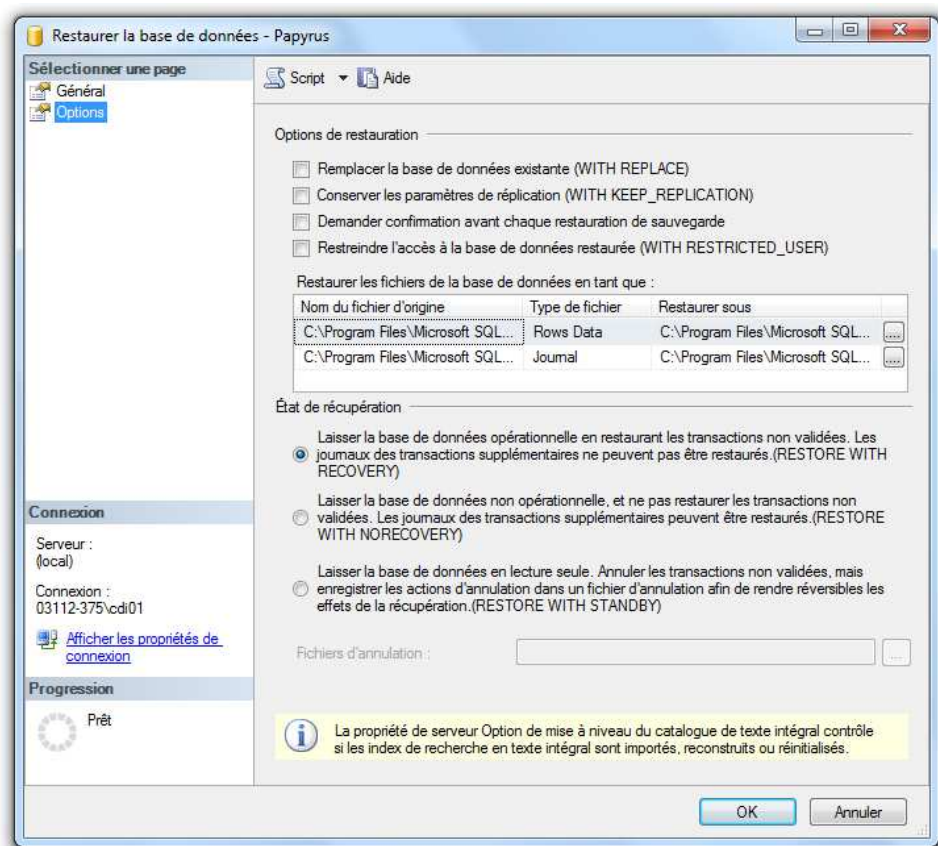 Restaurer la base de données - Papyrus
Sélectionner une page
Général
Options
Script
Aide
Options de restauration
Remplacer la base de données existante (WITH REPLACE)
Conserver les paramètres de réplication (WITH KEEP_REPLICATION)
Demander confirmation avant chaque restauration de sauvegarde
Restreindre l'accès à la base de données restaurée (WITH RESTRICTED_USER)
Restaurer les fichiers de la base de données en tant que :
Nom du fichier d'origine Type de fichier Restaurer sous
C:\Program Files\Microsoft SQL... Rows Data C:\Program Files\Microsoft SQL... ...
C:\Program Files\Microsoft SQL... Journal C:\Program Files\Microsoft SQL... ...
État de récupération
Laisser la base de données opérationnelle en restaurant les transactions non validées. Les
journaux des transactions supplémentaires ne peuvent pas être restaurés.(RESTORE WITH
RECOVERY)
Laisser la base de données non opérationnelle, et ne pas restaurer les transactions non
validées. Les journaux des transactions supplémentaires peuvent être restaurés.(RESTORE
WITH NORECOVERY)
Laisser la base de données en lecture seule. Annuler les transactions non validées, mais
enregistrer les actions d'annulation dans un fichier d'annulation afin de rendre réversibles les
effets de la récupération.(RESTORE WITH STANDBY)
Fichiers d'annulation : ...
La propriété de serveur Option de mise à niveau du catalogue de texte intégral contrôle
si les index de recherche en texte intégral sont importés, reconstruits ou réinitialisés.
Connexion
Serveur :
(local)
Connexion :
03112-375\cdi01
Afficher les propriétés de
connexion
Progression
Prêt
OK
Annuler